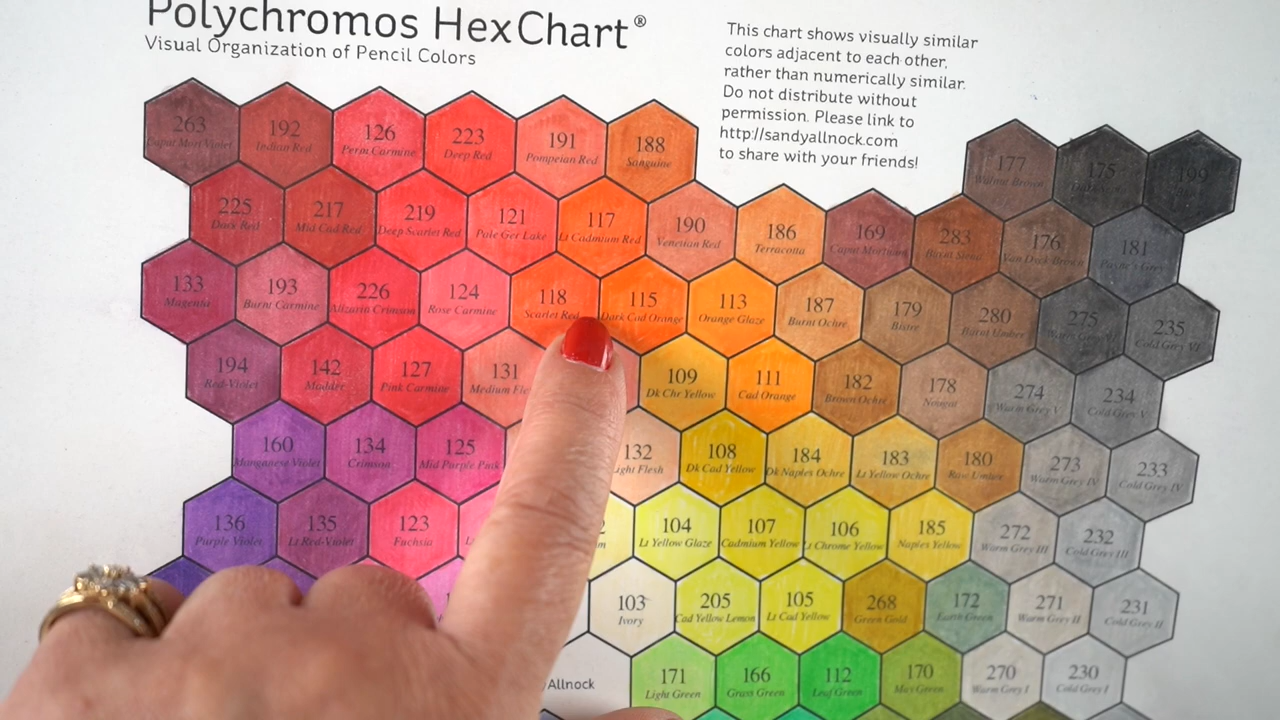 Polychromos HexChart®
Visual Organization of Pencil Colors
This chart shows visually similar
colors adjacent to each other,
rather than numerically similar.
Do not distribute without
permission. Please link to
http://sandyallnock.com
to share with your friends!
263 192 126 223 191 188
Caput Mort Violet Indian Red Perm Carmine Deep Red Pompeian Red Sanguine
177 175 199
Walnut Brown
225 217 219 121 117 190 186 169 283 176 181
Dark Red Mid Cad Red Deep Scarlet Red Pale Ger Lake Lt Cadmium Red Venetian Red Terracotta Caput Mortuum Burnt Siena Van Dyck Brown Payne's Grey
133 193 226 124 118 115 113 187 179 280 275 235
Magenta Burnt Carmine Alizarin Crimson Rose Carmine Scarlet Red Dark Cad Orange Orange Glaze Burnt Ochre Bistre Burnt Umber Warm Grey VI Cold Grey VI
194 142 127 131 109 111 182 178 274 234
Red-Violet Madder Pink Carmine Medium Fle Dk Chr Yellow Cad Orange Brown Ochre Nougat Warm Grey V Cold Grey V
160 134 125 132 108 184 183 180 273 233
Manganese Violet Crimson Mid Purple Pink ight Flesh Dk Cad Yellow Dk Naples Ochre Lt Yellow Ochre Raw Umber Warm Grey IV Cold Grey IV
136 135 123 2 104 107 106 185 272 232
Purple Violet Lt Red-Violet Fuchsia L m Lt Yellow Glaze Cadmium Yellow Lt Chrome Yellow Naples Yellow Warm Grey III Cold Grey III
103 205 105 268 172 271 231
Ivory Cad Yellow Lemon Lt Cad Yellow Green Gold Earth Green Warm Grey II Cold Grey II
Allnock
171 166 112 170 270 230
Light Green Grass Green Leaf Green May Green Warm Grey I Cold Grey I